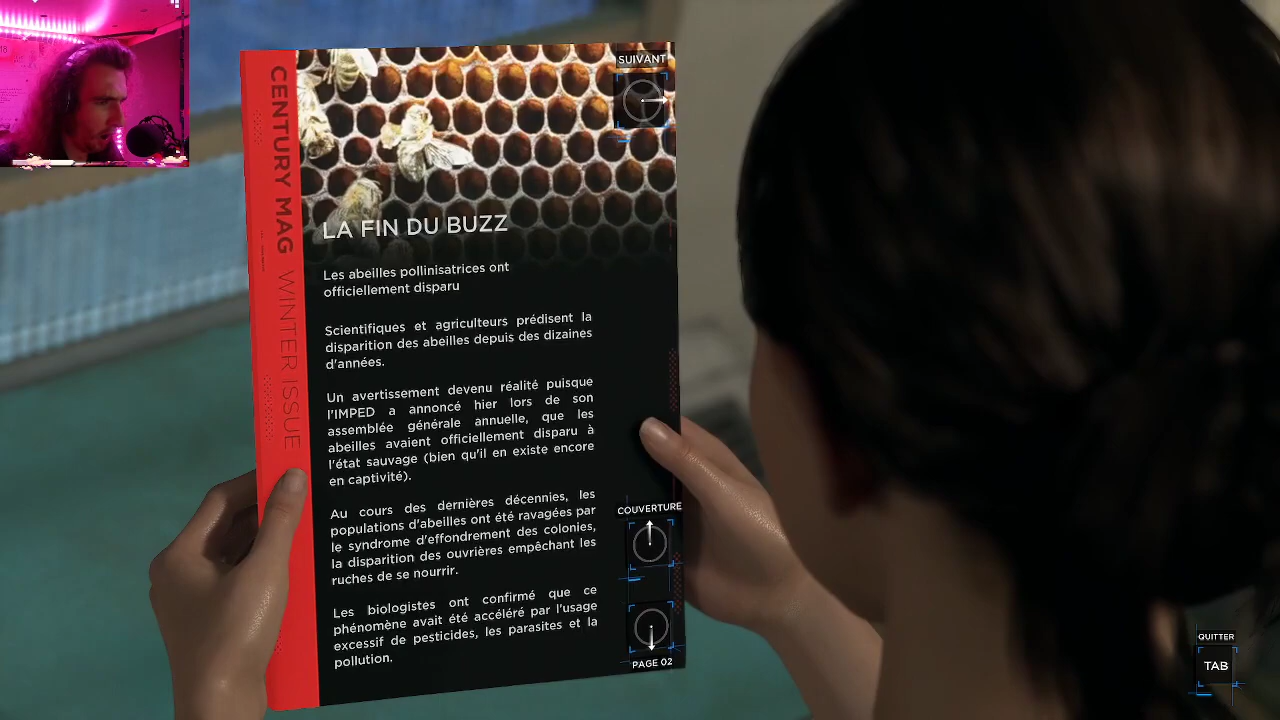 SUIVANT
CENTURY MAG WINTER ISSUE
LA FIN DU BUZZ
Les abeilles pollinisatrices ont
officiellement disparu
Scientifiques et agriculteurs prédisent la
disparition des abeilles depuis des dizaines
d'années.
Un avertissement devenu réalité puisque
l'IMPED a annoncé hier lors de son
assemblée générale annuelle, que les
abeilles avaient officiellement disparu à
l'état sauvage (bien qu'il en existe encore
en captivité).
Au cours des dernières décennies, les
populations d'abeilles ont été ravagées par
le syndrome d'effondrement des colonies,
la disparition des ouvrières empêchant les
ruches de se nourrir.
Les biologistes ont confirmé que ce
phénomène avait été accéléré par l'usage
excessif de pesticides, les parasites et la
pollution.
COUVERTURE
PAGE 02
QUITTER
TAB